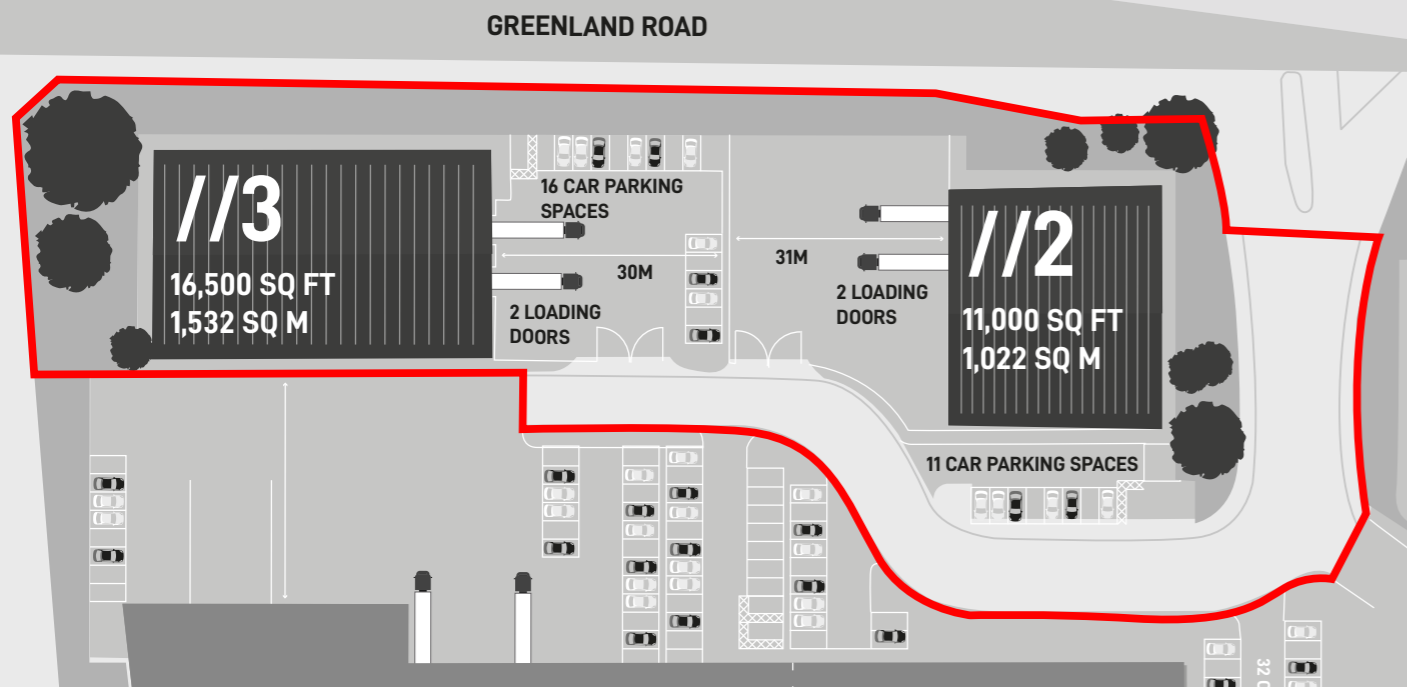 GREENLAND ROAD
//3
16,500 SQ FT
1,532 SQ M
16 CAR PARKING
SPACES
30M
2 LOADING
DOORS
31M
2 LOADING
DOORS
//2
11,000 SQ FT
1,022 SQ M
11 CAR PARKING SPACES
32